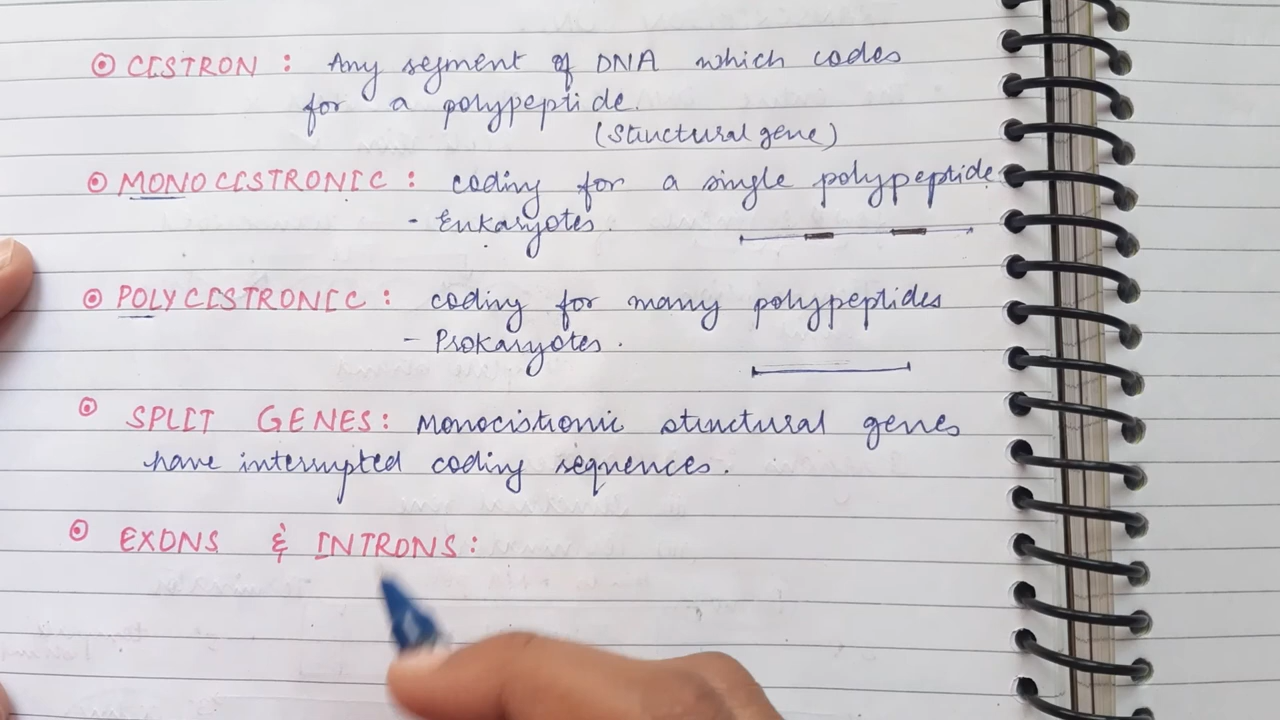 CISTRON : Any segment of DNA which codes
for a polypeptide.
(Structural gene)
MONOCISTRONIC : coding for a single polypeptide
- Eukaryotes.
POLYCISTRONIC : coding for many polypeptides
- Prokaryotes.
SPLIT GENES: Monocistronic structural genes
have interrupted coding sequences.
EXONS & INTRONS: